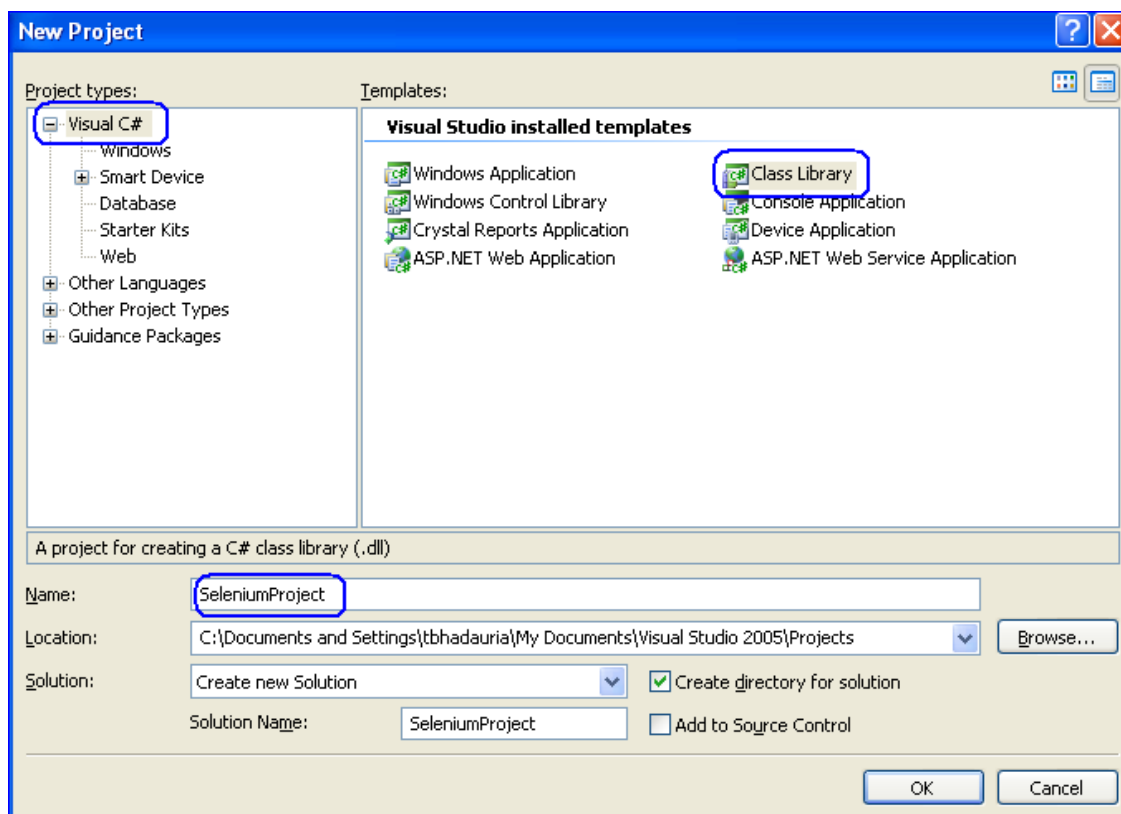 New Project
Project types:
Templates:
Visual C#
Windows
Smart Device
Database
Starter Kits
Web
Other Languages
Other Project Types
Guidance Packages
Visual Studio installed templates
Windows Application
Class Library
Windows Control Library
Console Application
Crystal Reports Application
Device Application
ASP.NET Web Application
ASP.NET Web Service Application
A project for creating a C# class library (.dll)
Name:
SeleniumProject
Location:
C:\Documents and Settings\tbhadauria\My Documents\Visual Studio 2005\Projects
Browse...
Solution:
Create new Solution
Create directory for solution
Solution Name:
SeleniumProject
Add to Source Control
OK
Cancel